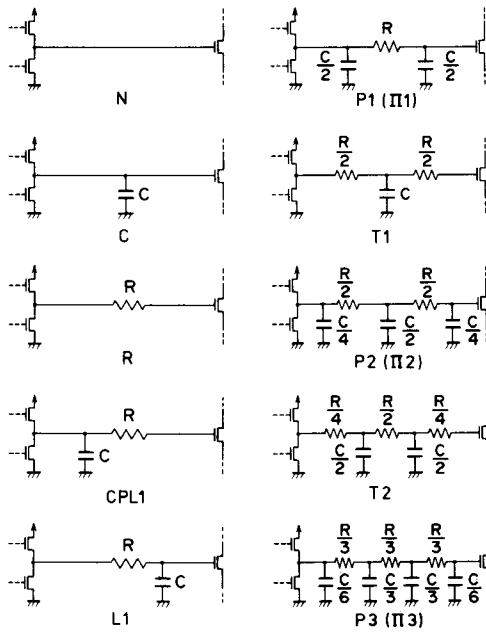 N
C
C
R
R
R
C
CPL1
R
C
L1
R
C/2
C/2
P1 (Π1)
R/2
R/2
C
T1
R/2
R/2
C/4
C/2
C/4
P2 (Π2)
R/4
R/2
R/4
C/2
C/2
T2
R/3
R/3
R/3
C/6
C/3
C/3
C/6
P3 (Π3)